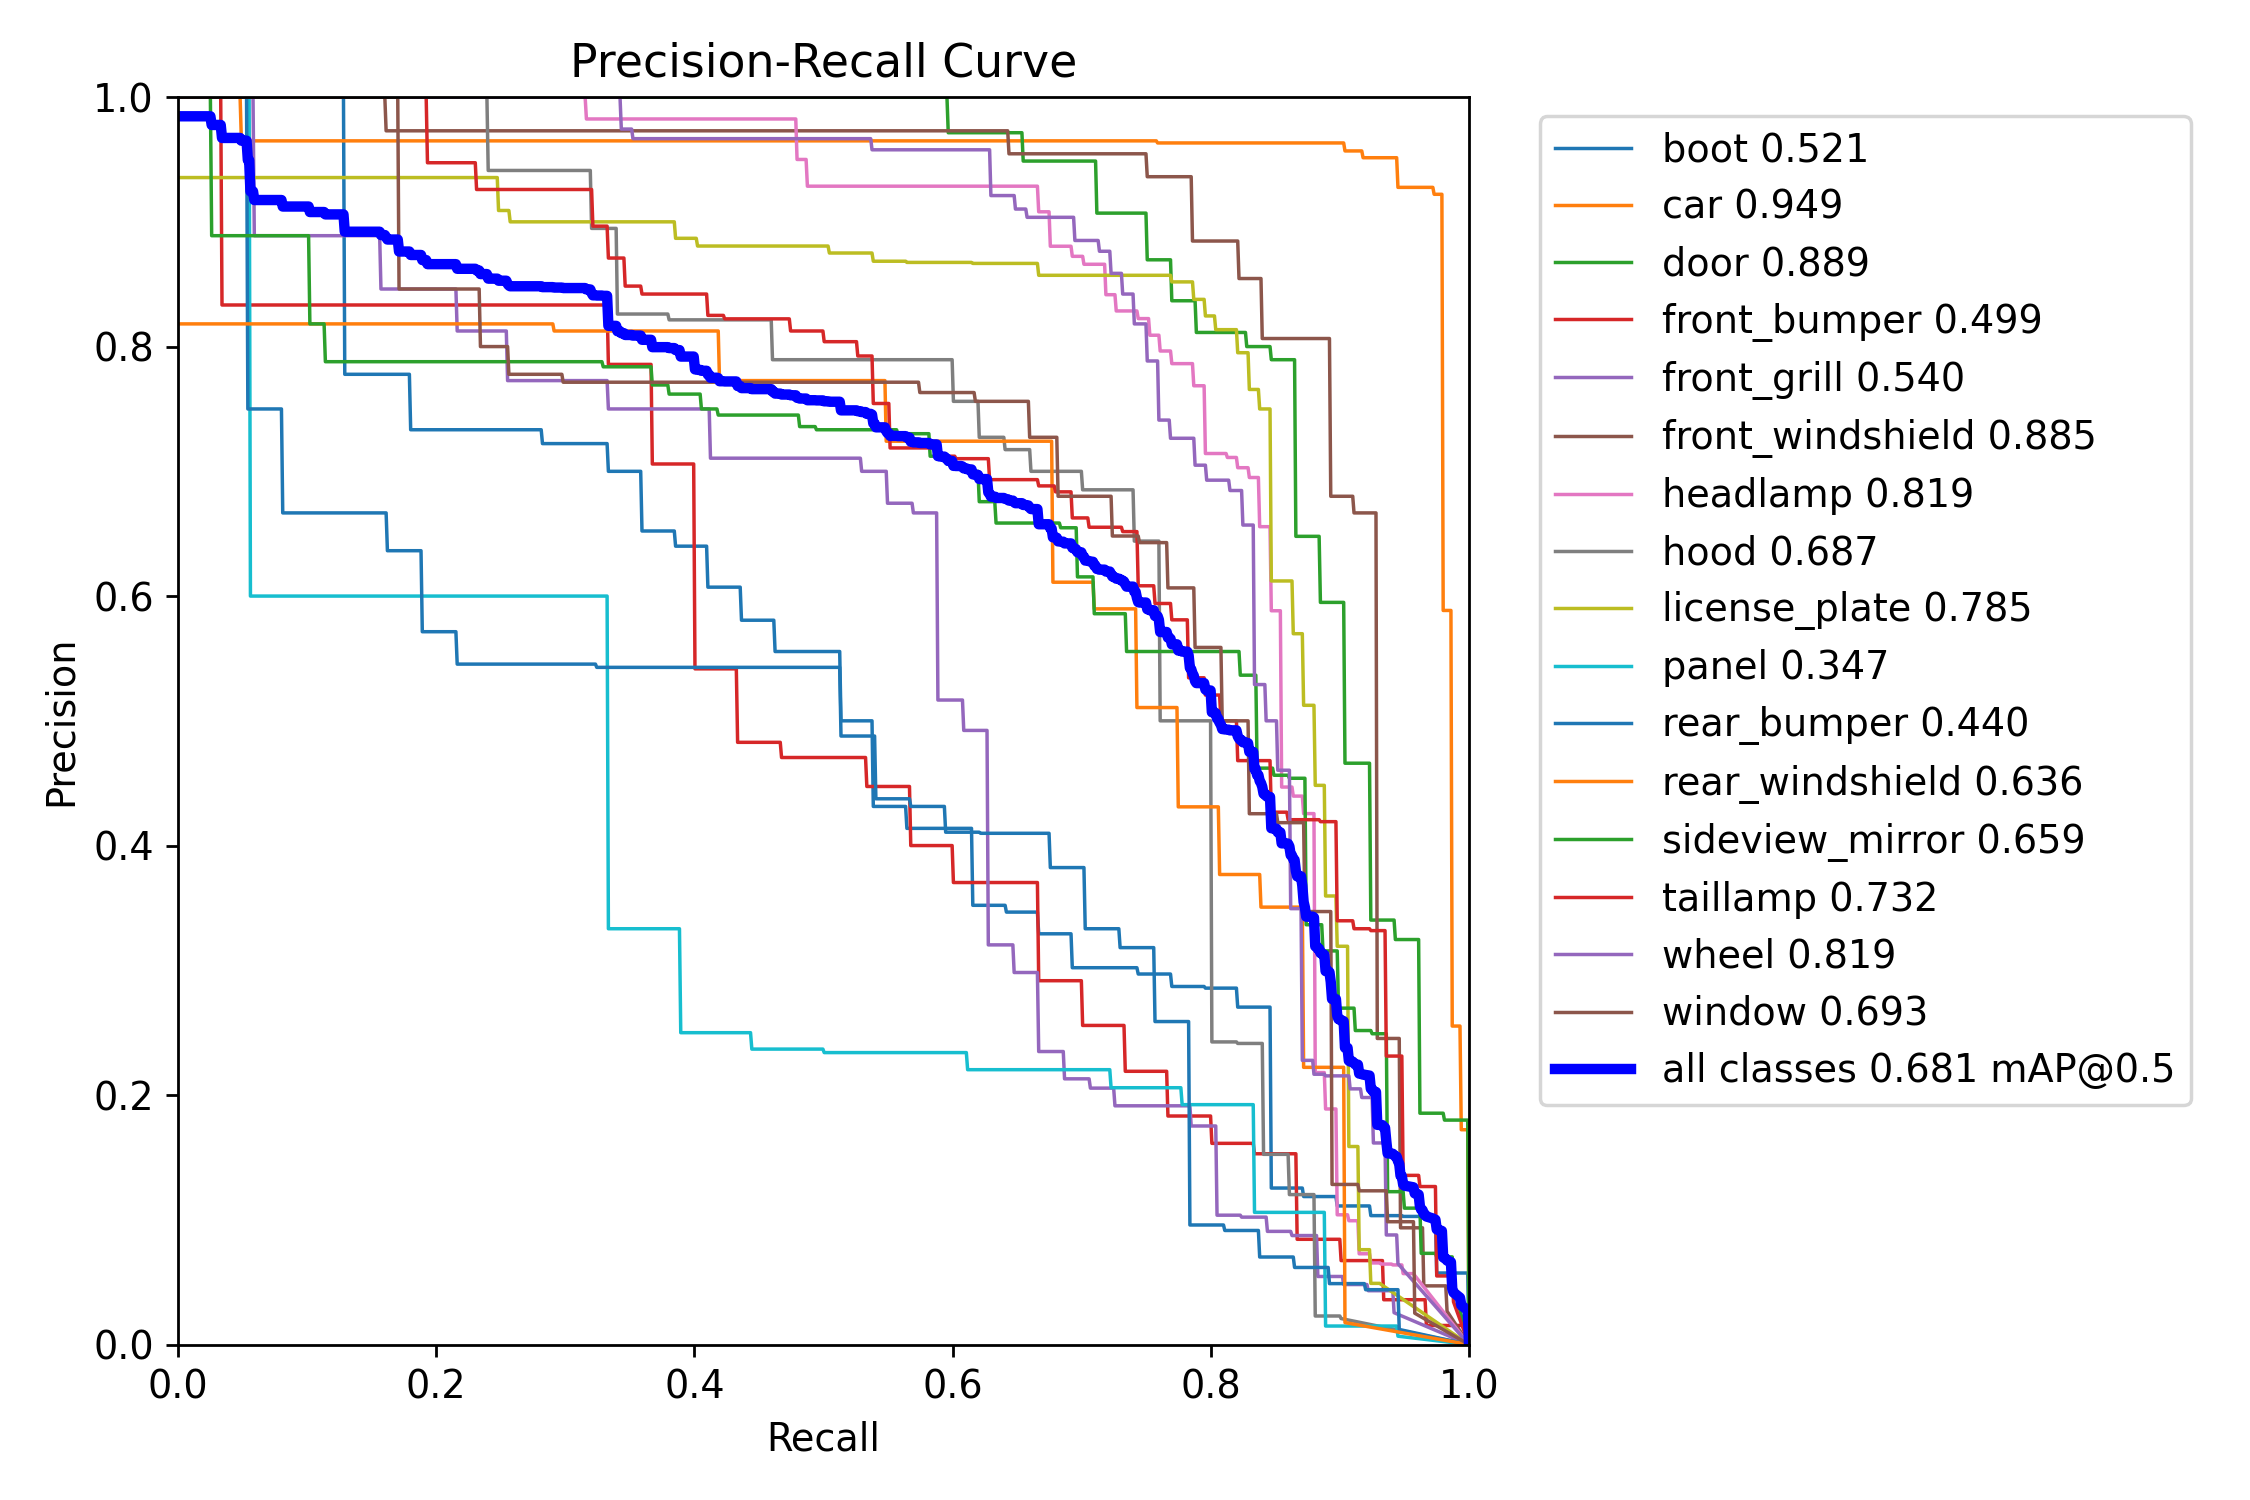 Precision-Recall Curve
1.0
0.8
0.6
0.4
0.2
0.0
Precision
0.0 0.2 0.4 0.6 0.8 1.0
Recall
boot 0.521
car 0.949
door 0.889
front_bumper 0.499
front_grill 0.540
front_windshield 0.885
headlamp 0.819
hood 0.687
license_plate 0.785
panel 0.347
rear_bumper 0.440
rear_windshield 0.636
sideview_mirror 0.659
taillamp 0.732
wheel 0.819
window 0.693
all classes 0.681 mAP@0.5